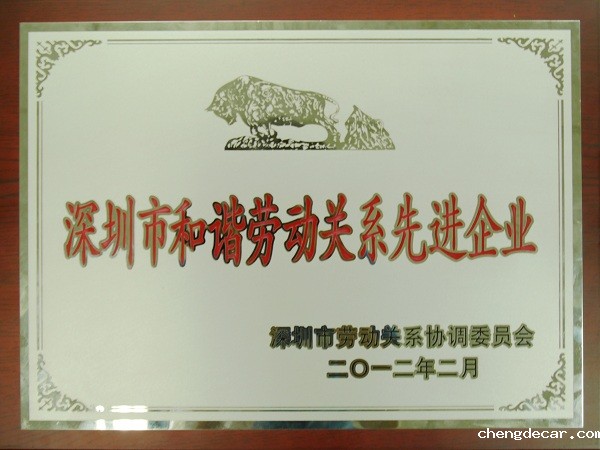 深圳市和谐劳动关系先进企业
深圳市劳动关系协调委员会
二〇一二年二月
chengdecar.com